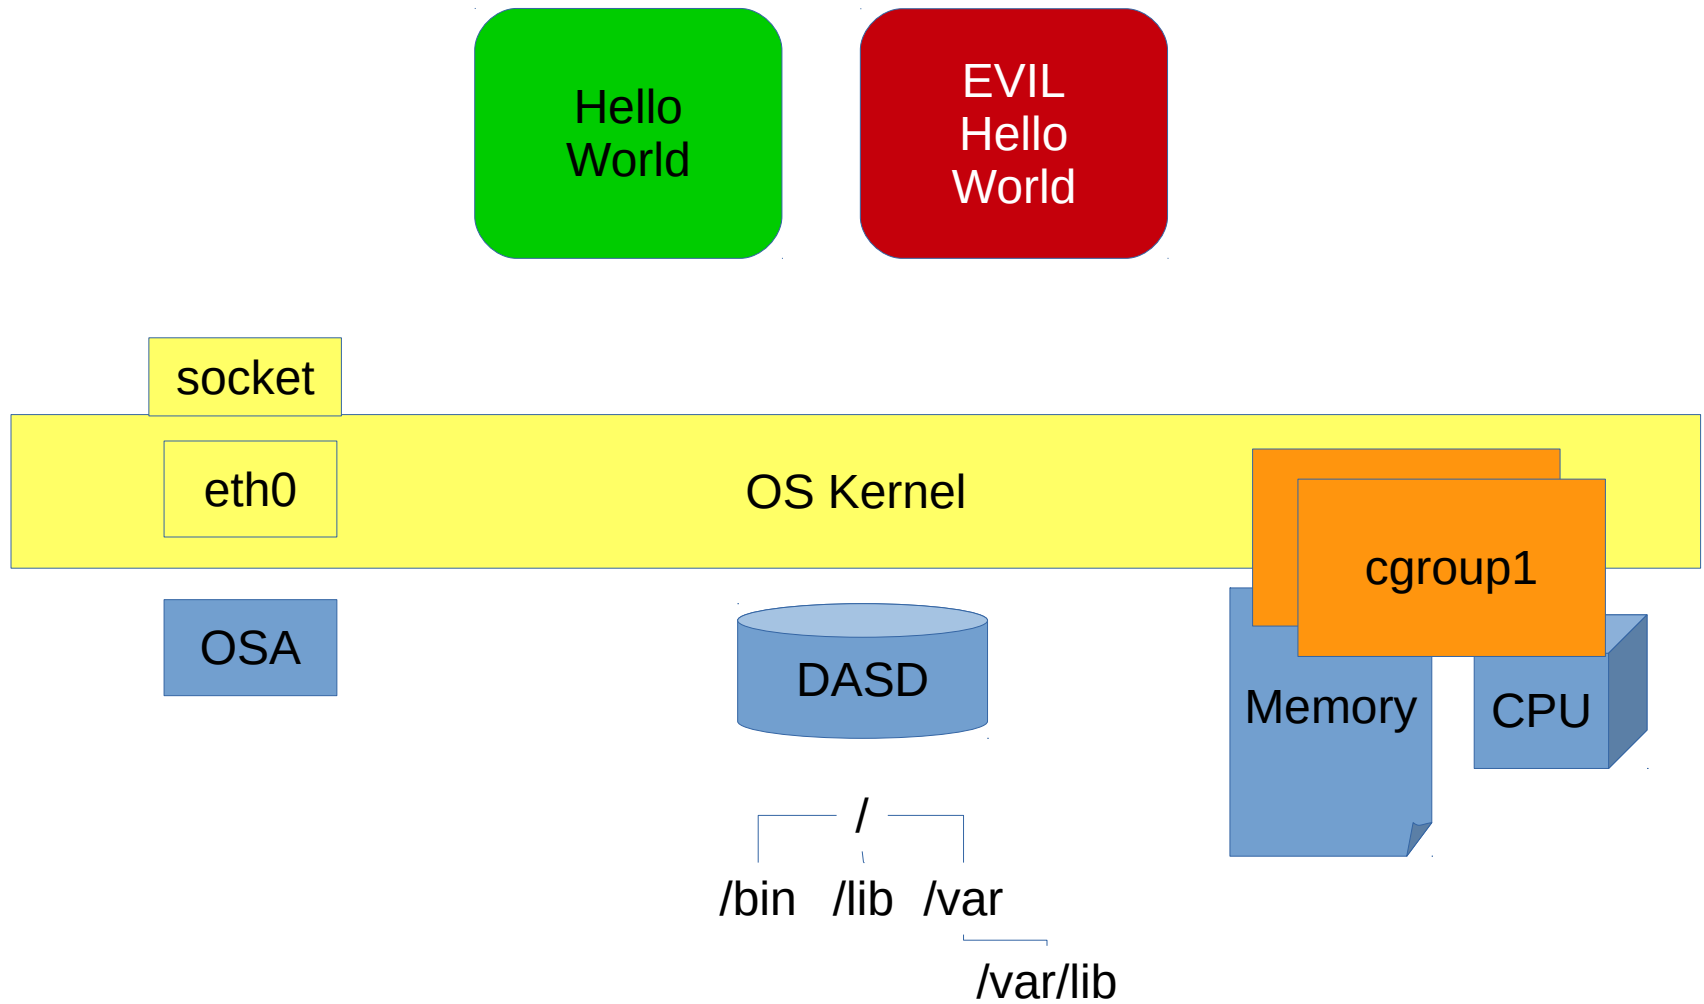 Hello
World
EVIL
Hello
World
socket
eth0
OS Kernel
cgroup1
OSA
DASD
Memory
CPU
/
/bin /lib /var
/var/lib